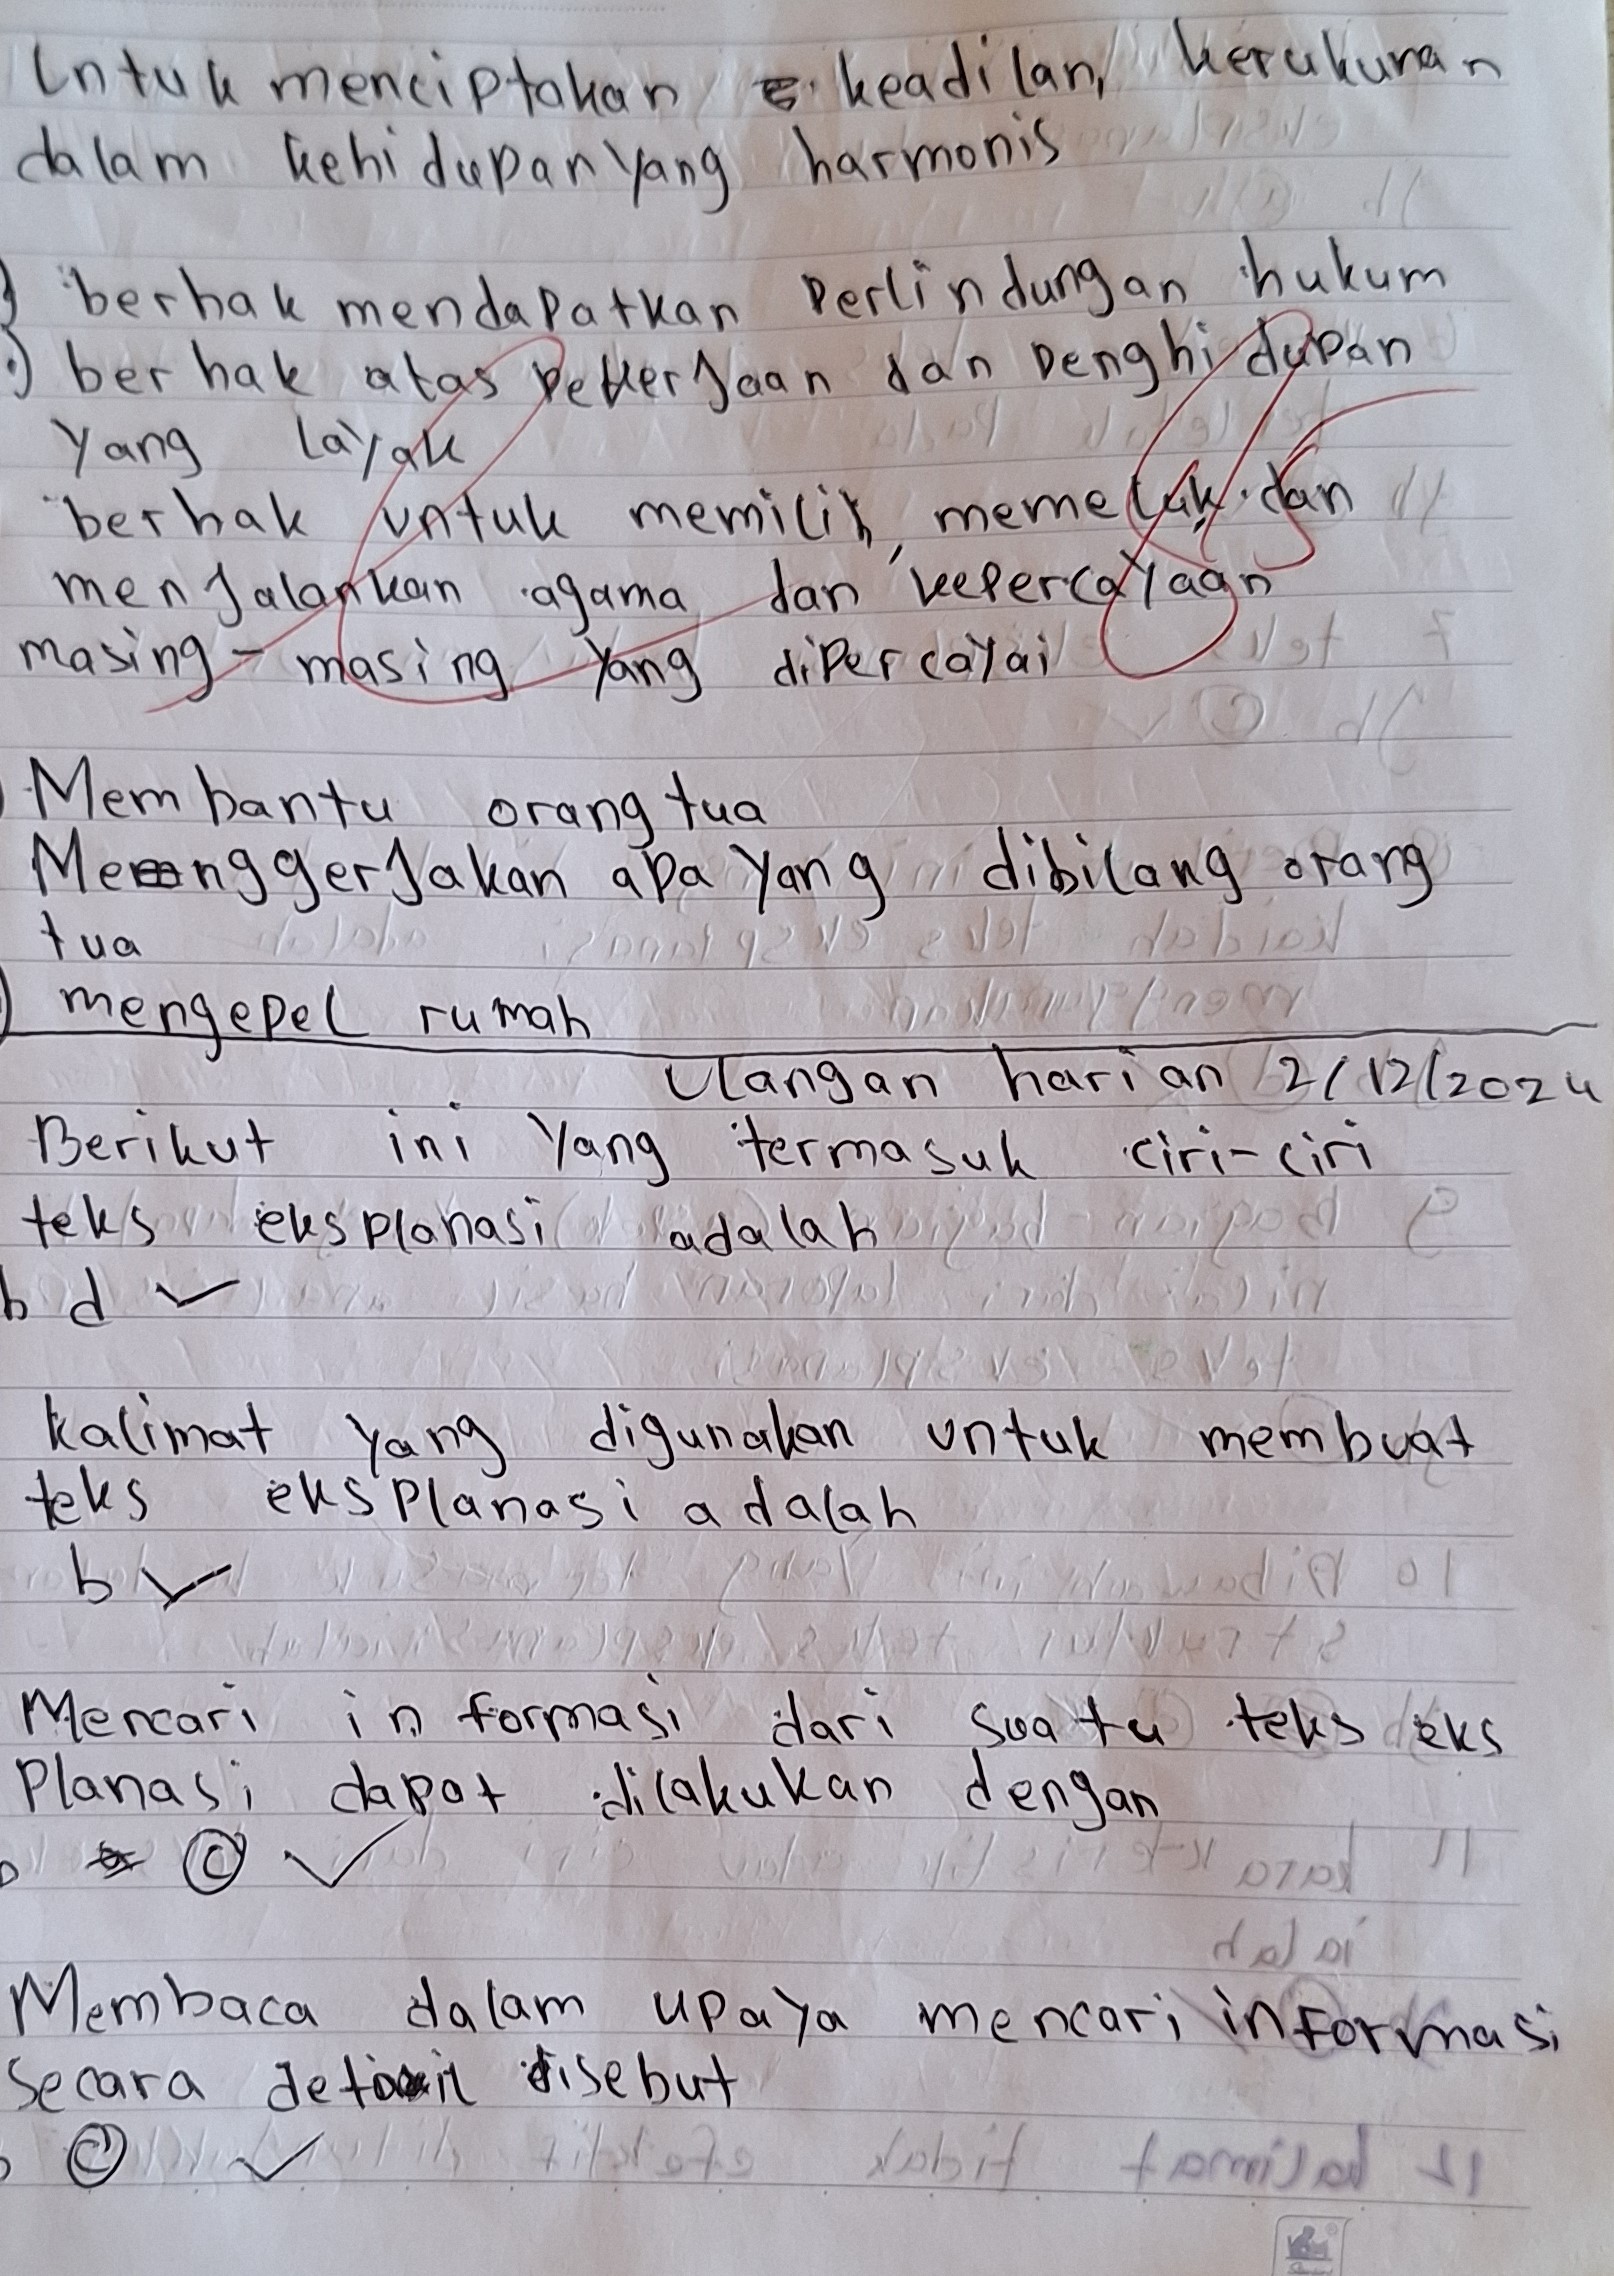 Untuk menciptakan keadilan, kerukunan
dalam kehidupan yang harmonis
berhak mendapatkan Perlindungan hukum
berhak atas Pekerjaan dan Penghidupan
yang layak
berhak untuk memilih, memeluk dan
menjalankan agama dan kepercayaan
masing-masing yang dipercayai
Membantu orang tua
Menggerjakan apa yang dibilang orang
tua
mengepel rumah
Ulangan harian 2/12/2024
Berikut ini yang termasuk ciri-ciri
teks eksplanasi adalah
b d ✓
kalimat yang digunakan untuk membuat
teks eksplanasi adalah
b ✓
Mencari informasi dari suatu teks eks
Planasi dapat dilakukan dengan
© ✓
Membaca dalam upaya mencari informasi
Secara detail disebut
© ✓